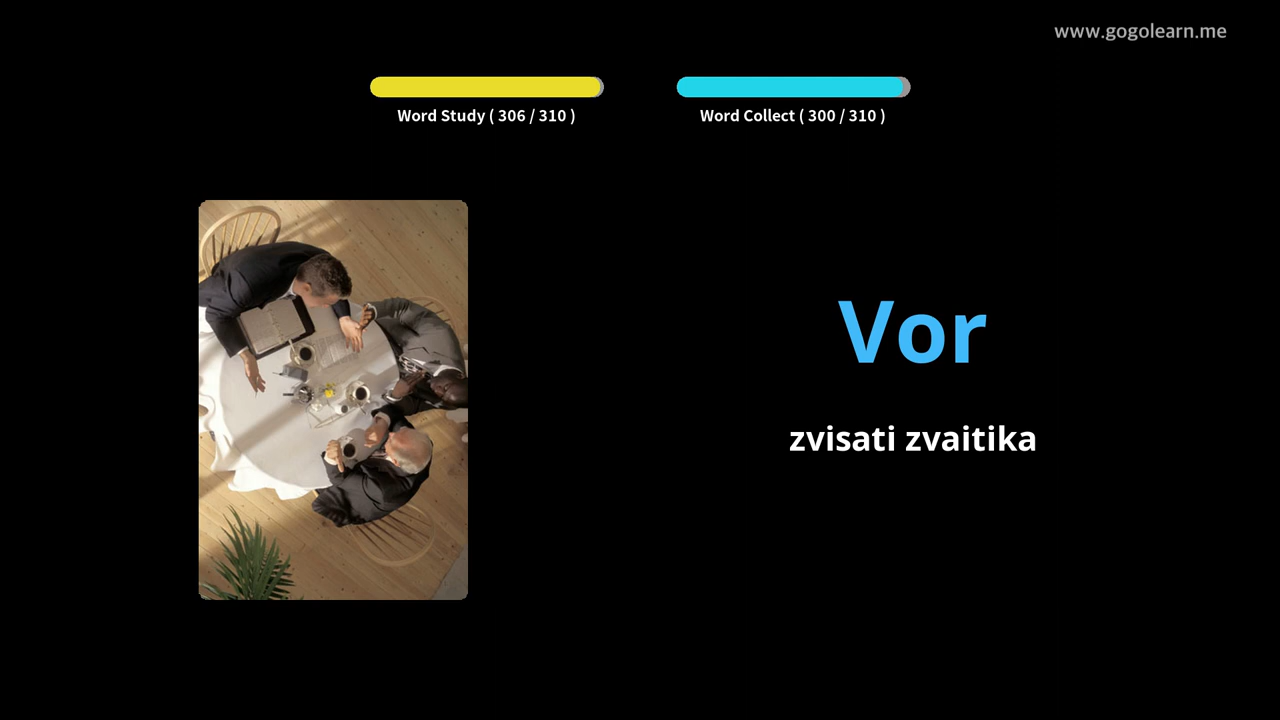 www.gogolearn.me
Word Study ( 306 / 310 )
Word Collect ( 300 / 310 )
Vor
zvisati zvaitika